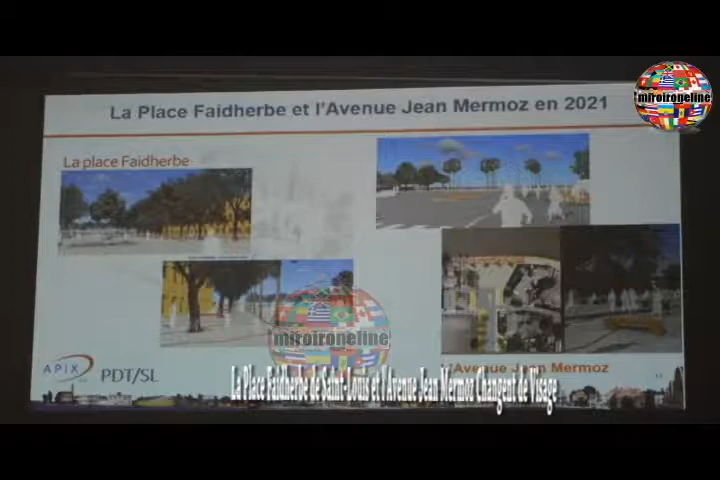 miroironeline
La Place Faidherbe et l'Avenue Jean Mermoz en 2021
La place Faidherbe
miroironeline
l'Avenue Jean Mermoz
APIX
PDT/SL
La Place Faidherbe de Saint-Louis et l'Avenue Jean Mermoz Changent de Visage